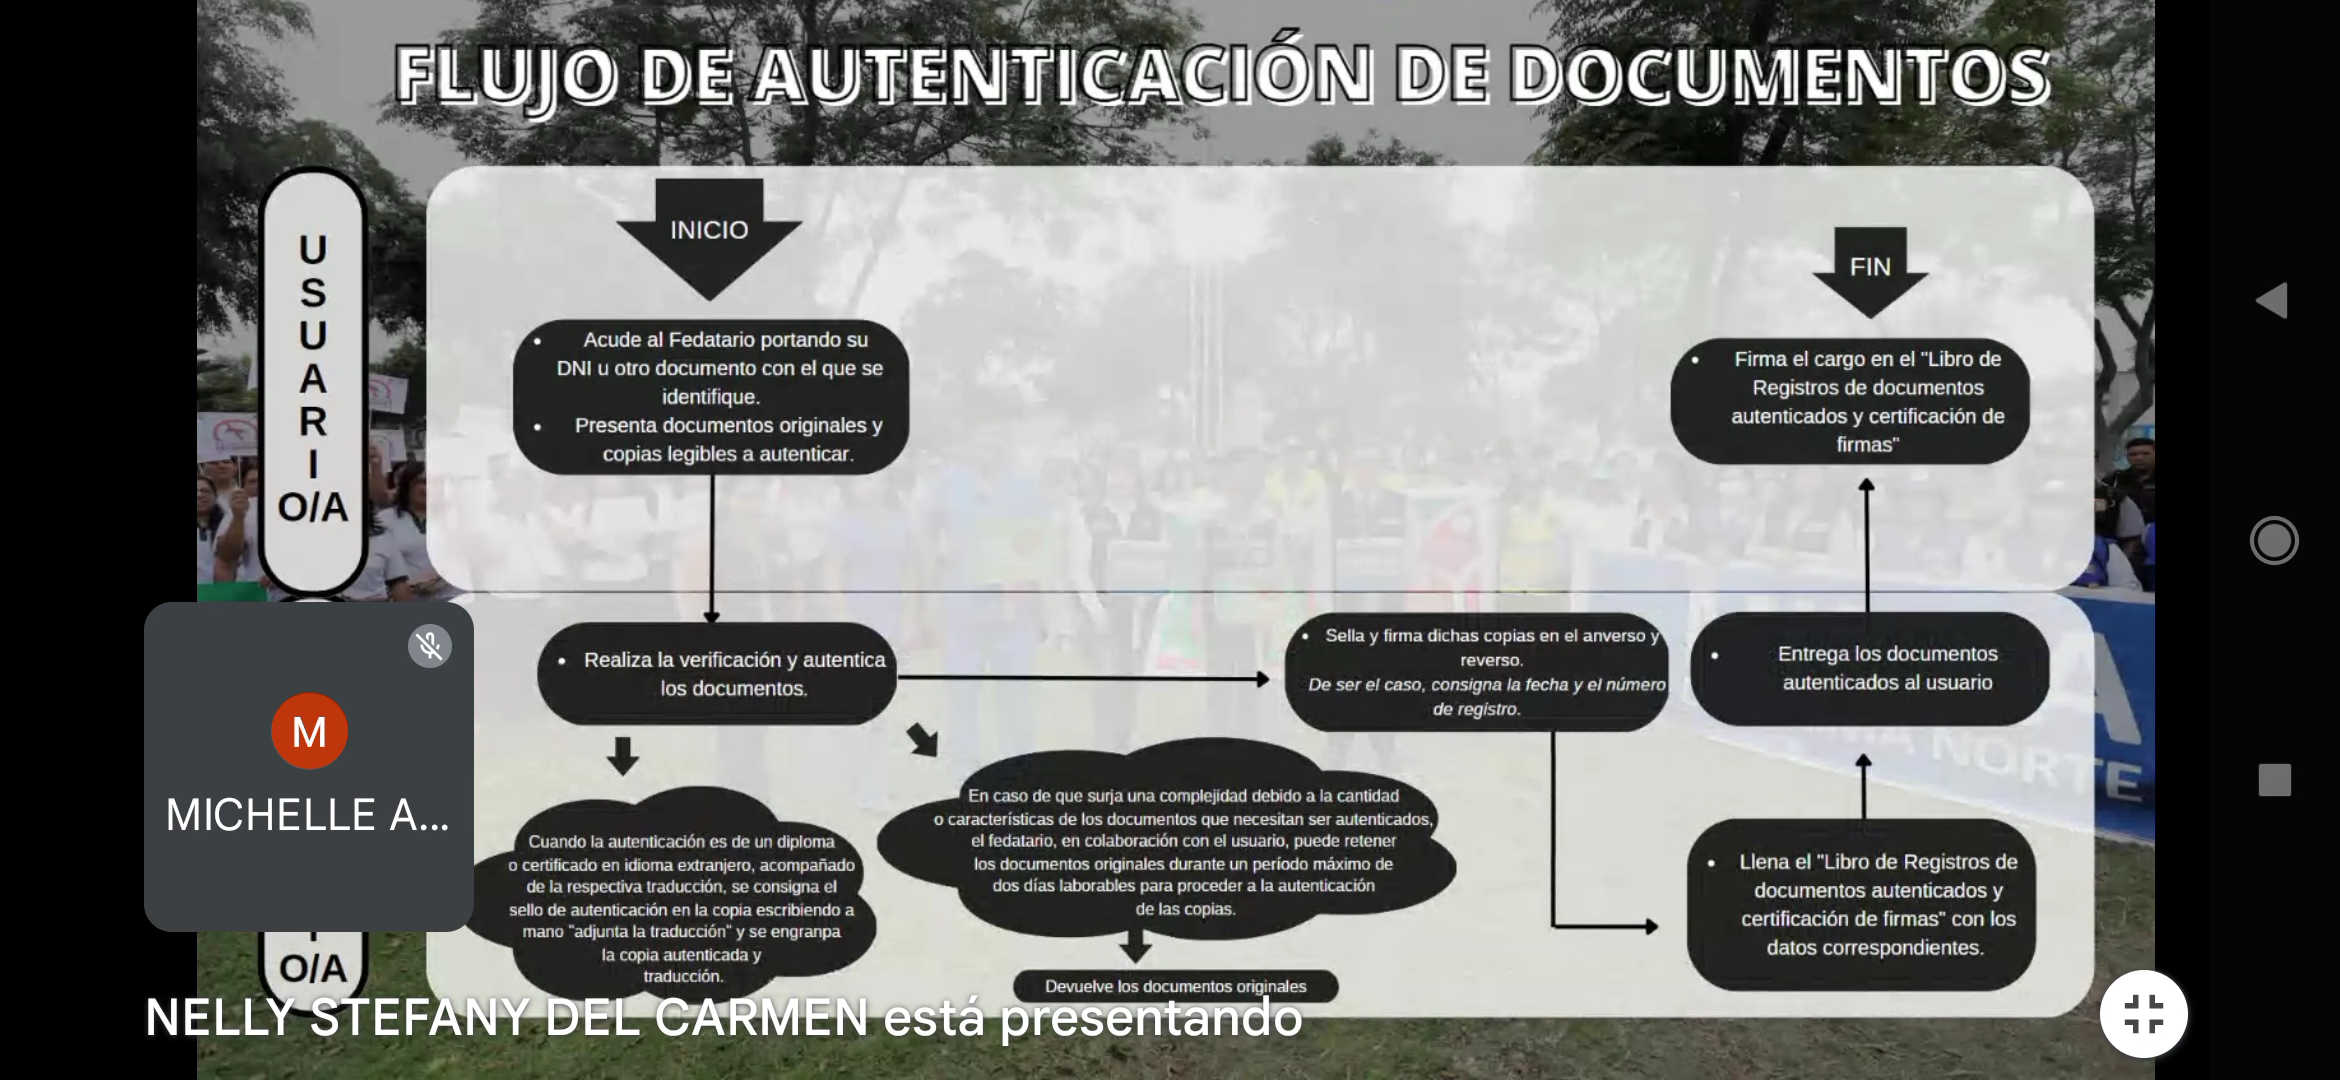 FLUJO DE AUTENTICACIÓN DE DOCUMENTOS
U
S
U
A
R
I
O/A
INICIO
• Acude al Fedatario portando su
DNI u otro documento con el que se
identifique.
• Presenta documentos originales y
copias legibles a autenticar.
FIN
• Firma el cargo en el "Libro de
Registros de documentos
autenticados y certificación de
firmas"
• Realiza la verificación y autentica
los documentos.
• Sella y firma dichas copias en el anverso y
reverso.
De ser el caso, consigna la fecha y el número
de registro.
• Entrega los documentos
autenticados al usuario
Cuando la autenticación es de un diploma
o certificado en idioma extranjero, acompañado
de la respectiva traducción, se consigna el
sello de autenticación en la copia escribiendo a
mano "adjunta la traducción" y se engranpa
la copia autenticada y
traducción.
En caso de que surja una complejidad debido a la cantidad
o características de los documentos que necesitan ser autenticados,
el fedatario, en colaboración con el usuario, puede retener
los documentos originales durante un período máximo de
dos días laborables para proceder a la autenticación
de las copias.
Devuelve los documentos originales
• Llena el "Libro de Registros de
documentos autenticados y
certificación de firmas" con los
datos correspondientes.
O/A
M
MICHELLE A...
NELLY STEFANY DEL CARMEN está presentando
NORTE